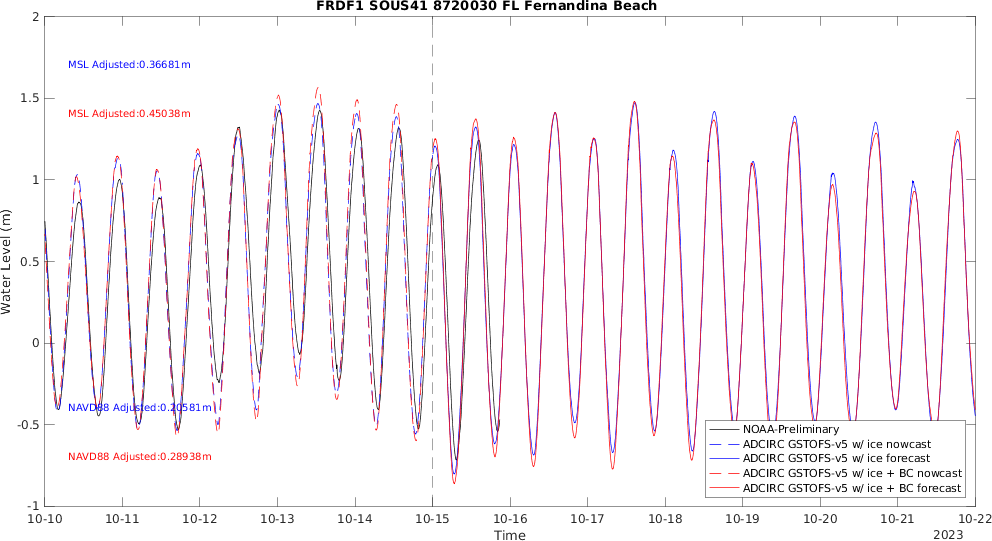 FRDF1 SOUS41 8720030 FL Fernandina Beach
2
1.5
1
0.5
0
-0.5
-1
Water Level (m)
MSL Adjusted:0.36681m
MSL Adjusted:0.45038m
NAVD88 Adjusted:0.20581m
NAVD88 Adjusted:0.28938m
NOAA-Preliminary
ADCIRC GSTOFS-v5 w/ ice nowcast
ADCIRC GSTOFS-v5 w/ ice forecast
ADCIRC GSTOFS-v5 w/ ice + BC nowcast
ADCIRC GSTOFS-v5 w/ ice + BC forecast
10-10 10-11 10-12 10-13 10-14 10-15 10-16 10-17 10-18 10-19 10-20 10-21 10-22
Time
2023